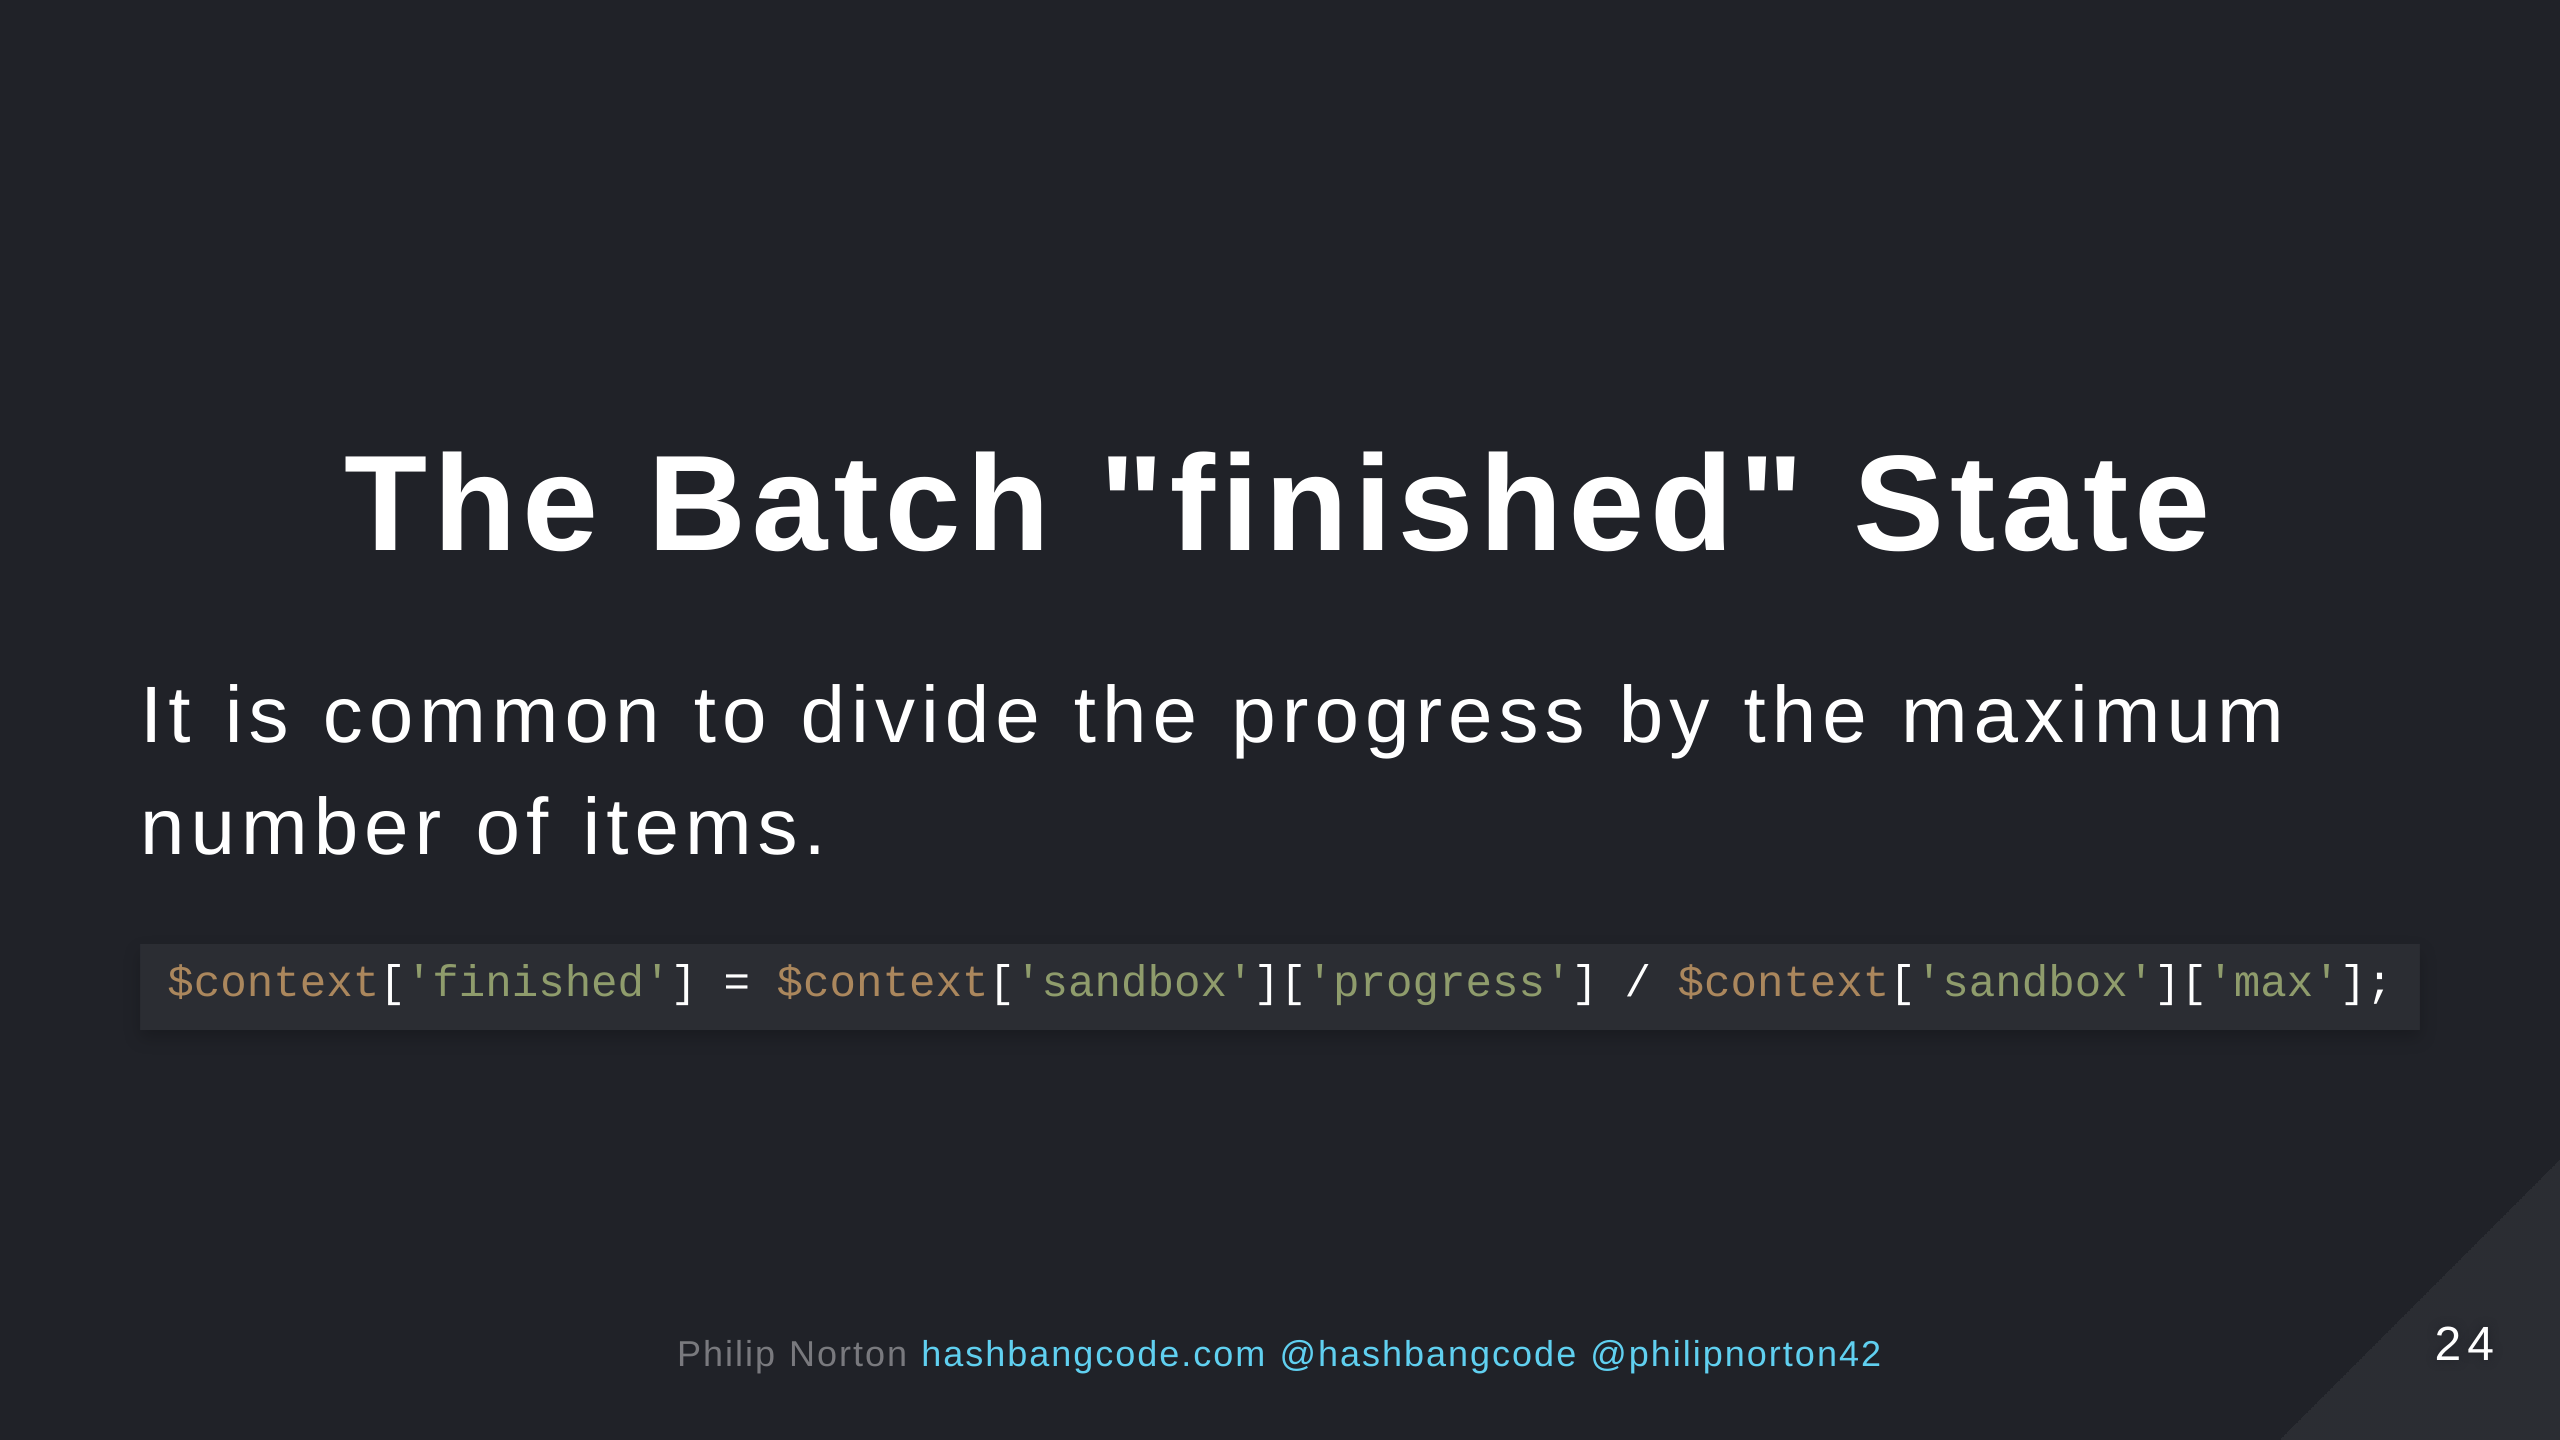 The Batch "finished" State
It is common to divide the progress by the maximum
number of items.
$context['finished'] = $context['sandbox']['progress'] / $context['sandbox']['max'];
Philip Norton hashbangcode.com @hashbangcode @philipnorton42
24